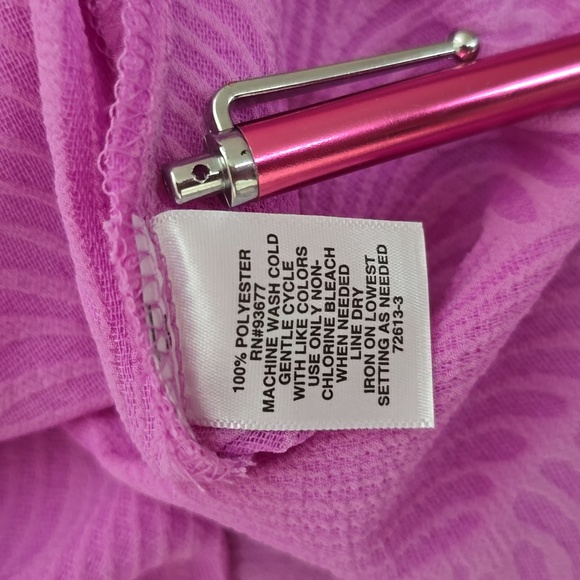 100% POLYESTER
RN#93677
MACHINE WASH COLD
GENTLE CYCLE
WITH LIKE COLORS
USE ONLY NON-
CHLORINE BLEACH
WHEN NEEDED
LINE DRY
IRON ON LOWEST
SETTING AS NEEDED
72613-3